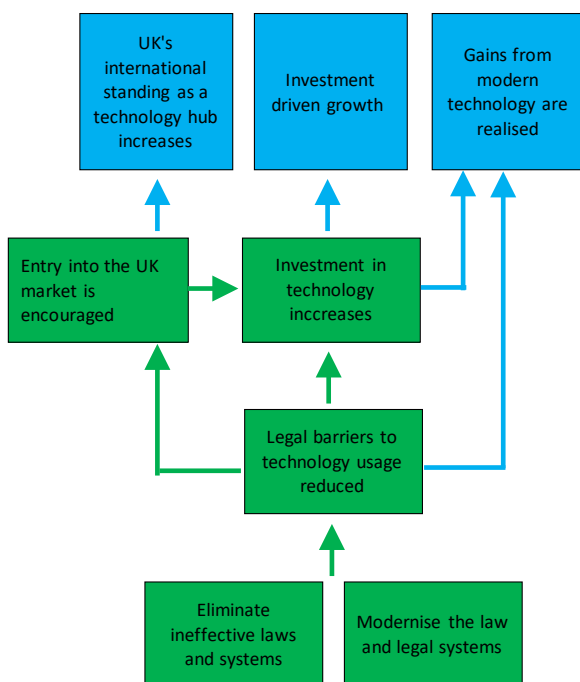 UK's
international
standing as a
technology hub
increases
Investment
driven growth
Gains from
modern
technology are
realised
Entry into the UK
market is
encouraged
Investment in
technology
inccreases
Legal barriers to
technology usage
reduced
Eliminate
ineffective laws
and systems
Modernise the law
and legal systems